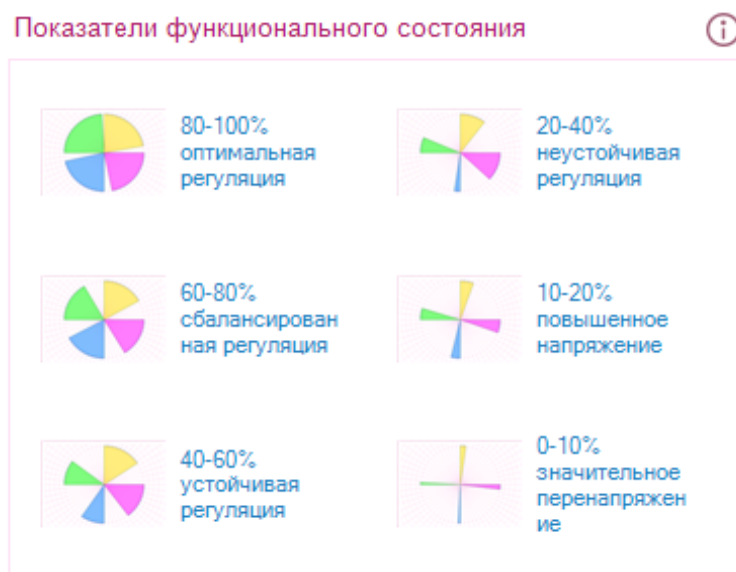 Показатели функционального состояния
80-100%
оптимальная
регуляция
20-40%
неустойчивая
регуляция
60-80%
сбалансирован
ная регуляция
10-20%
повышенное
напряжение
40-60%
устойчивая
регуляция
0-10%
значительное
перенапряжен
ие